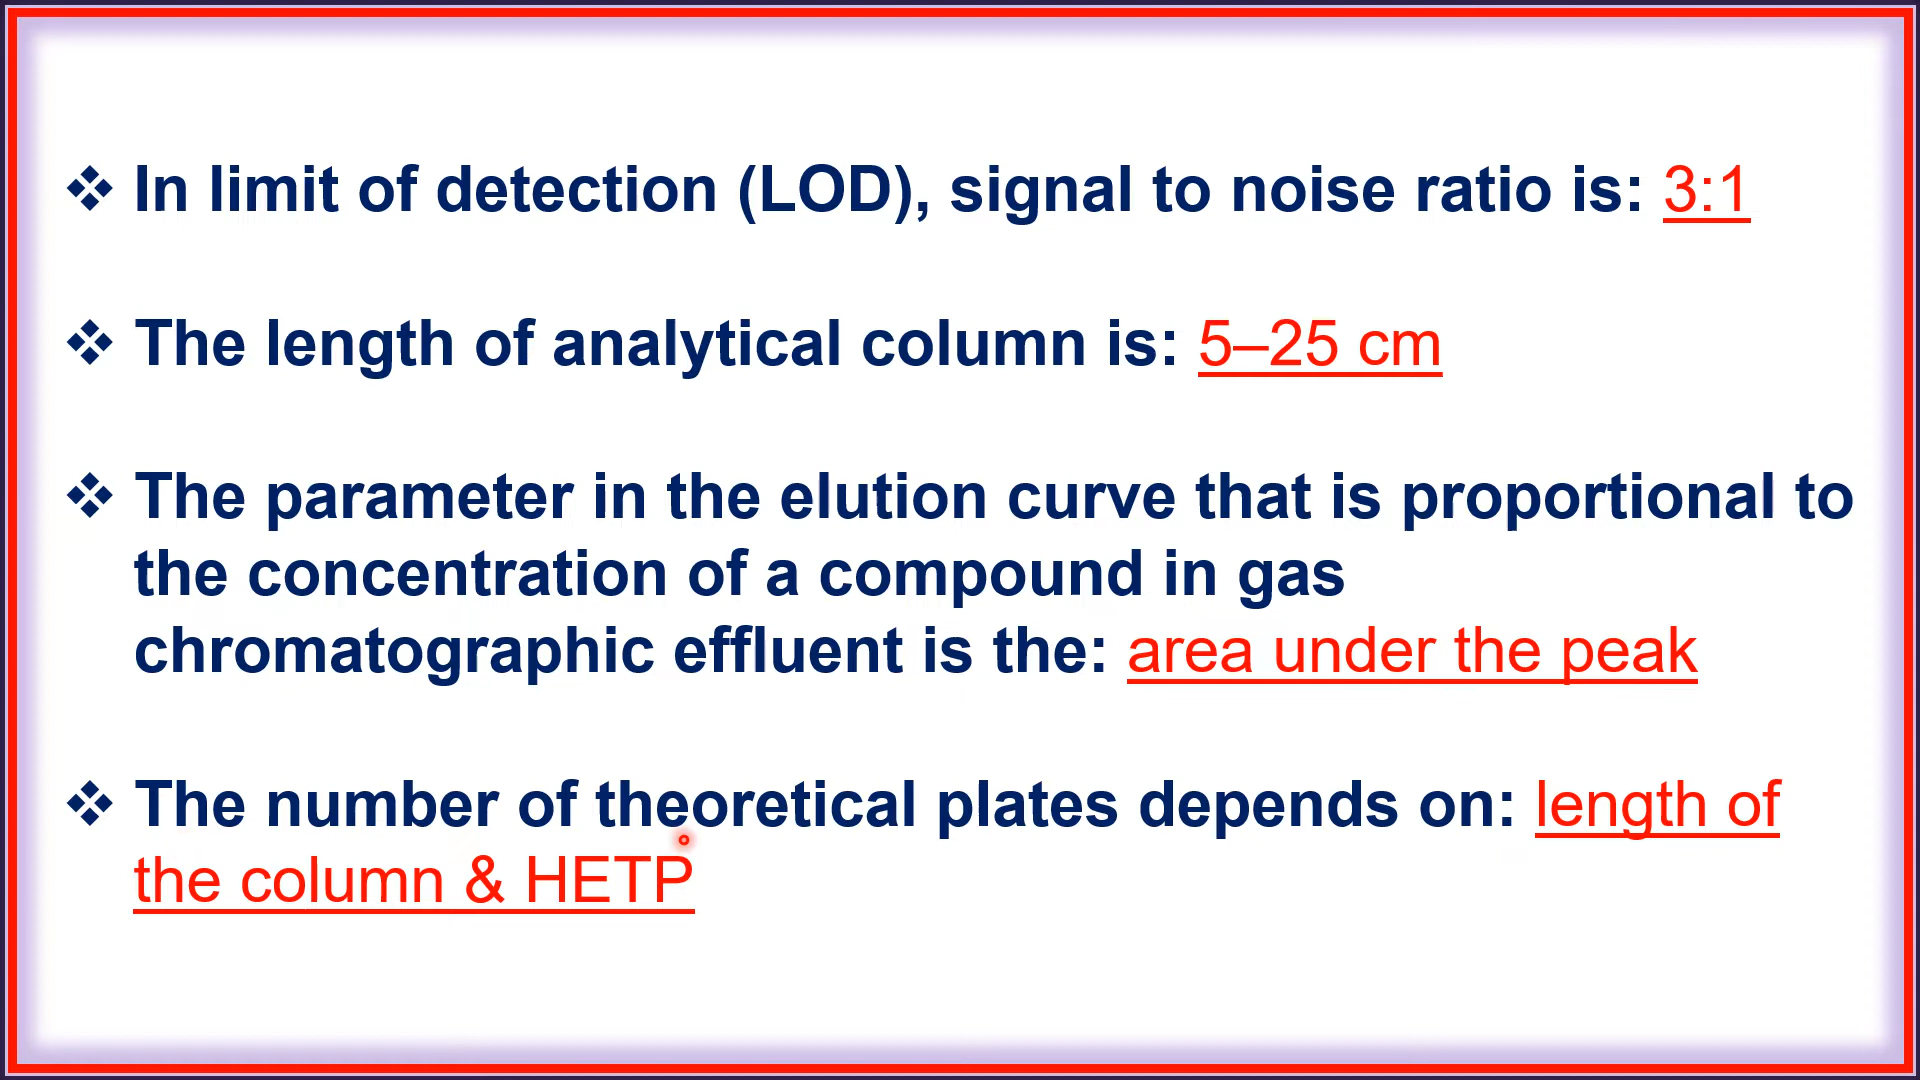 ❖ In limit of detection (LOD), signal to noise ratio is: 3:1
❖ The length of analytical column is: 5–25 cm
❖ The parameter in the elution curve that is proportional to
the concentration of a compound in gas
chromatographic effluent is the: area under the peak
❖ The number of theoretical plates depends on: length of
the column & HETP